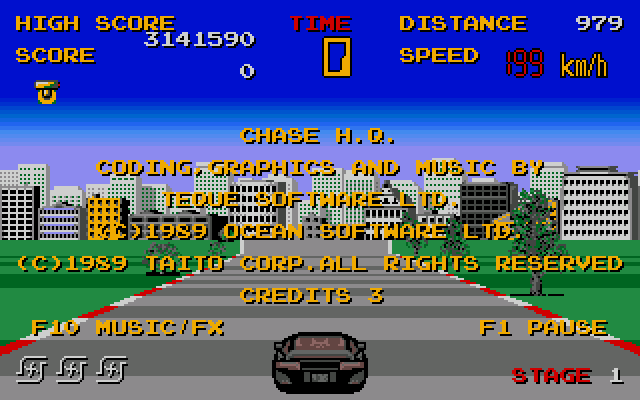 HIGH SCORE TIME DISTANCE 979
3141590
SCORE 0 SPEED 199 km/h
0
CHASE H.Q.
CODING,GRAPHICS AND MUSIC BY
TEQUE SOFTWARE LTD.
(C)1989 OCEAN SOFTWARE LTD.
(C)1989 TAITO CORP.ALL RIGHTS RESERVED
CREDITS 3
F10 MUSIC/FX F1 PAUSE
STAGE 1